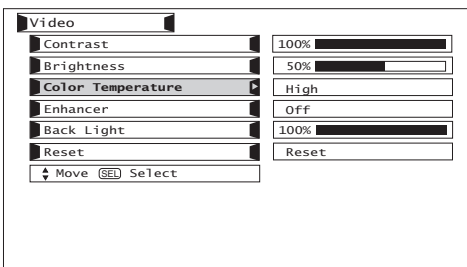 Video
Contrast 100%
Brightness 50%
Color Temperature High
Enhancer Off
Back Light 100%
Reset Reset
Move SEL Select